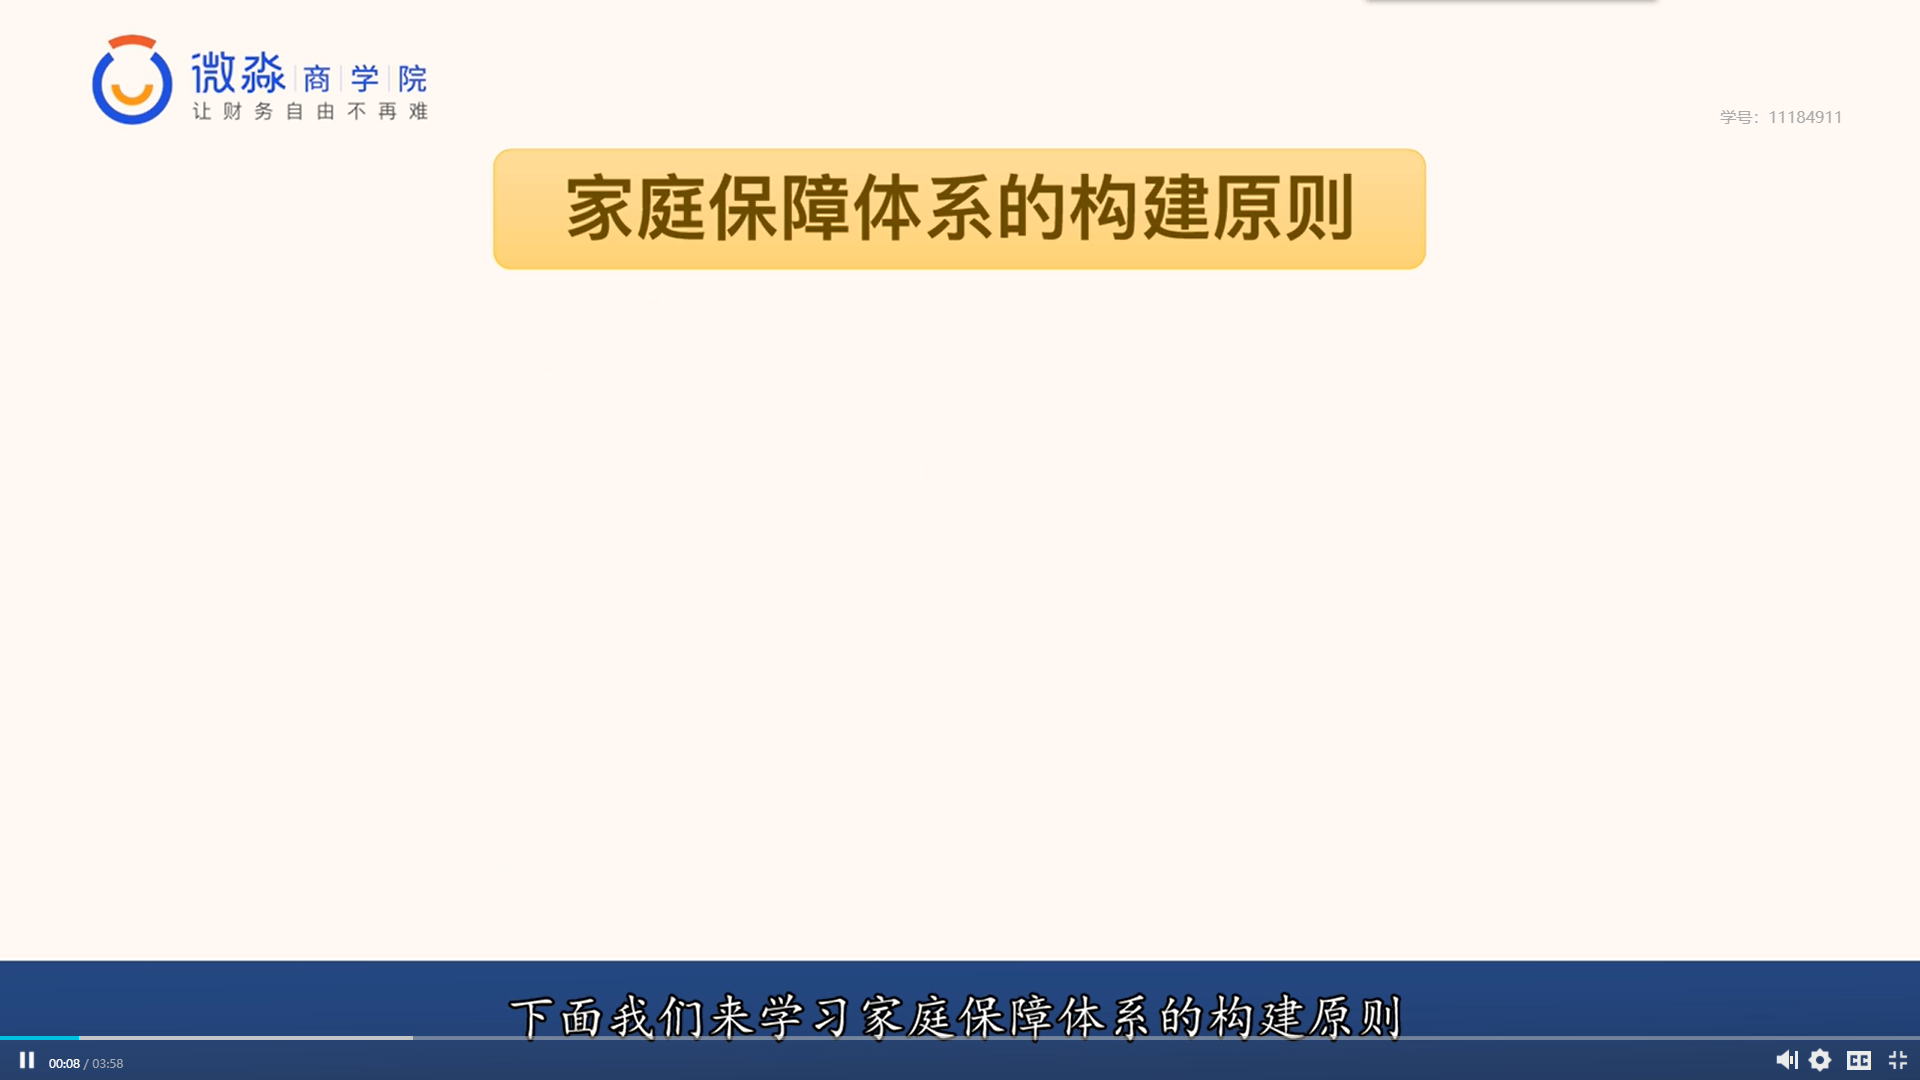 微淼商学院
让财务自由不再难
学号：11184911
家庭保障体系的构建原则
下面我们来学习家庭保障体系的构建原则
00:08 / 03:58
CC